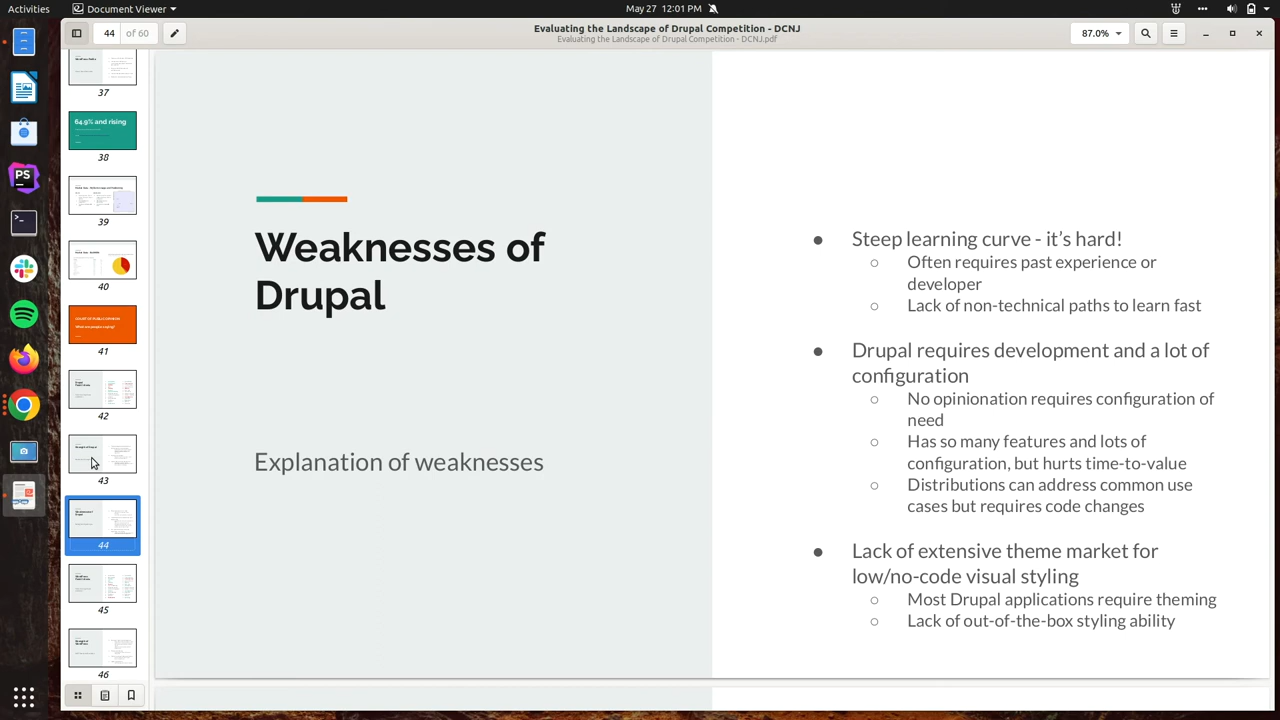 Activities
Document Viewer
May 27 12:01 PM
44
of 60
Evaluating the Landscape of Drupal Competition - DCNJ
Evaluating the Landscape of Drupal Competition - DCNJ.pdf
87.0%
PS
37
64.9% and rising
38
39
40
41
42
43
44
45
46
Weaknesses of
Drupal
Explanation of weaknesses
● Steep learning curve - it's hard!
○ Often requires past experience or
developer
○ Lack of non-technical paths to learn fast
● Drupal requires development and a lot of
configuration
○ No opinionation requires configuration of
need
○ Has so many features and lots of
configuration, but hurts time-to-value
○ Distributions can address common use
cases but requires code changes
● Lack of extensive theme market for
low/no-code visual styling
○ Most Drupal applications require theming
○ Lack of out-of-the-box styling ability